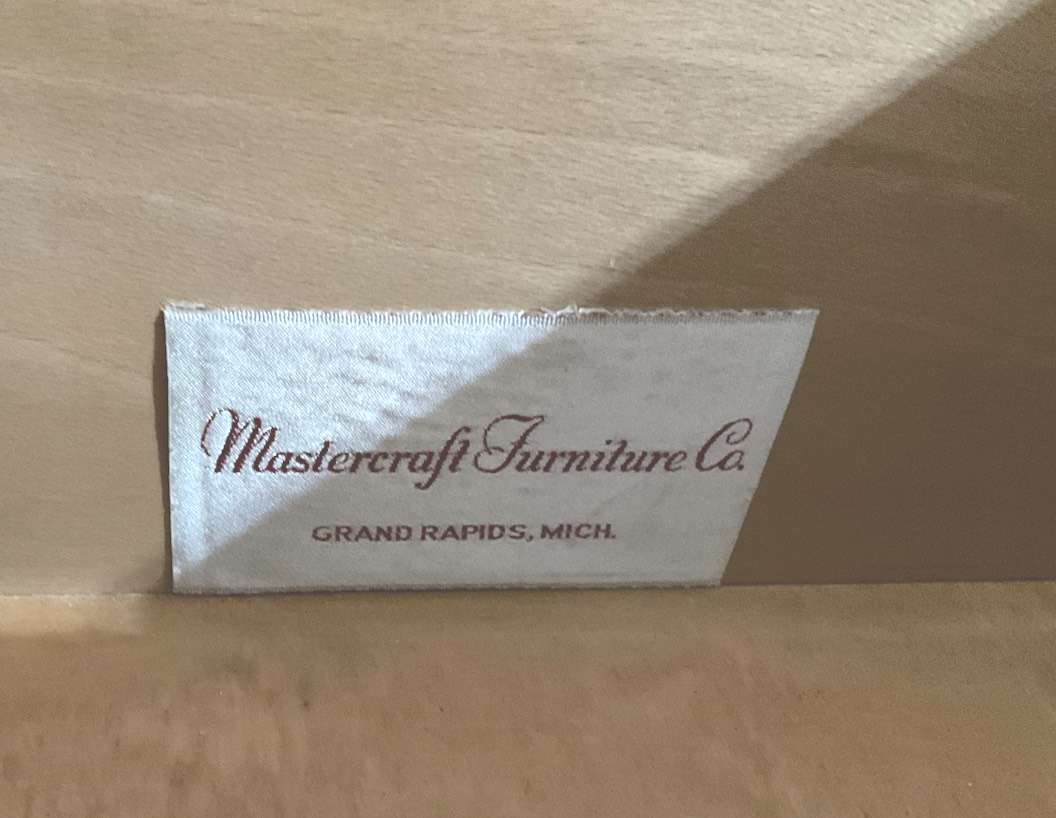 Mastercraft Furniture Co.
GRAND RAPIDS, MICH.